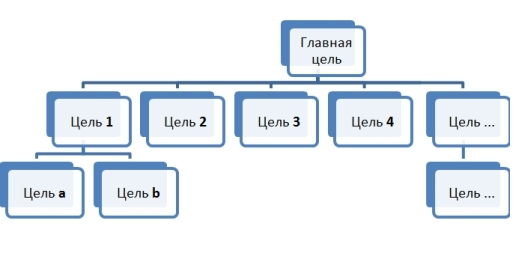 Главная
цель
Цель 1
Цель 2
Цель 3
Цель 4
Цель ...
Цель a
Цель b
Цель ...